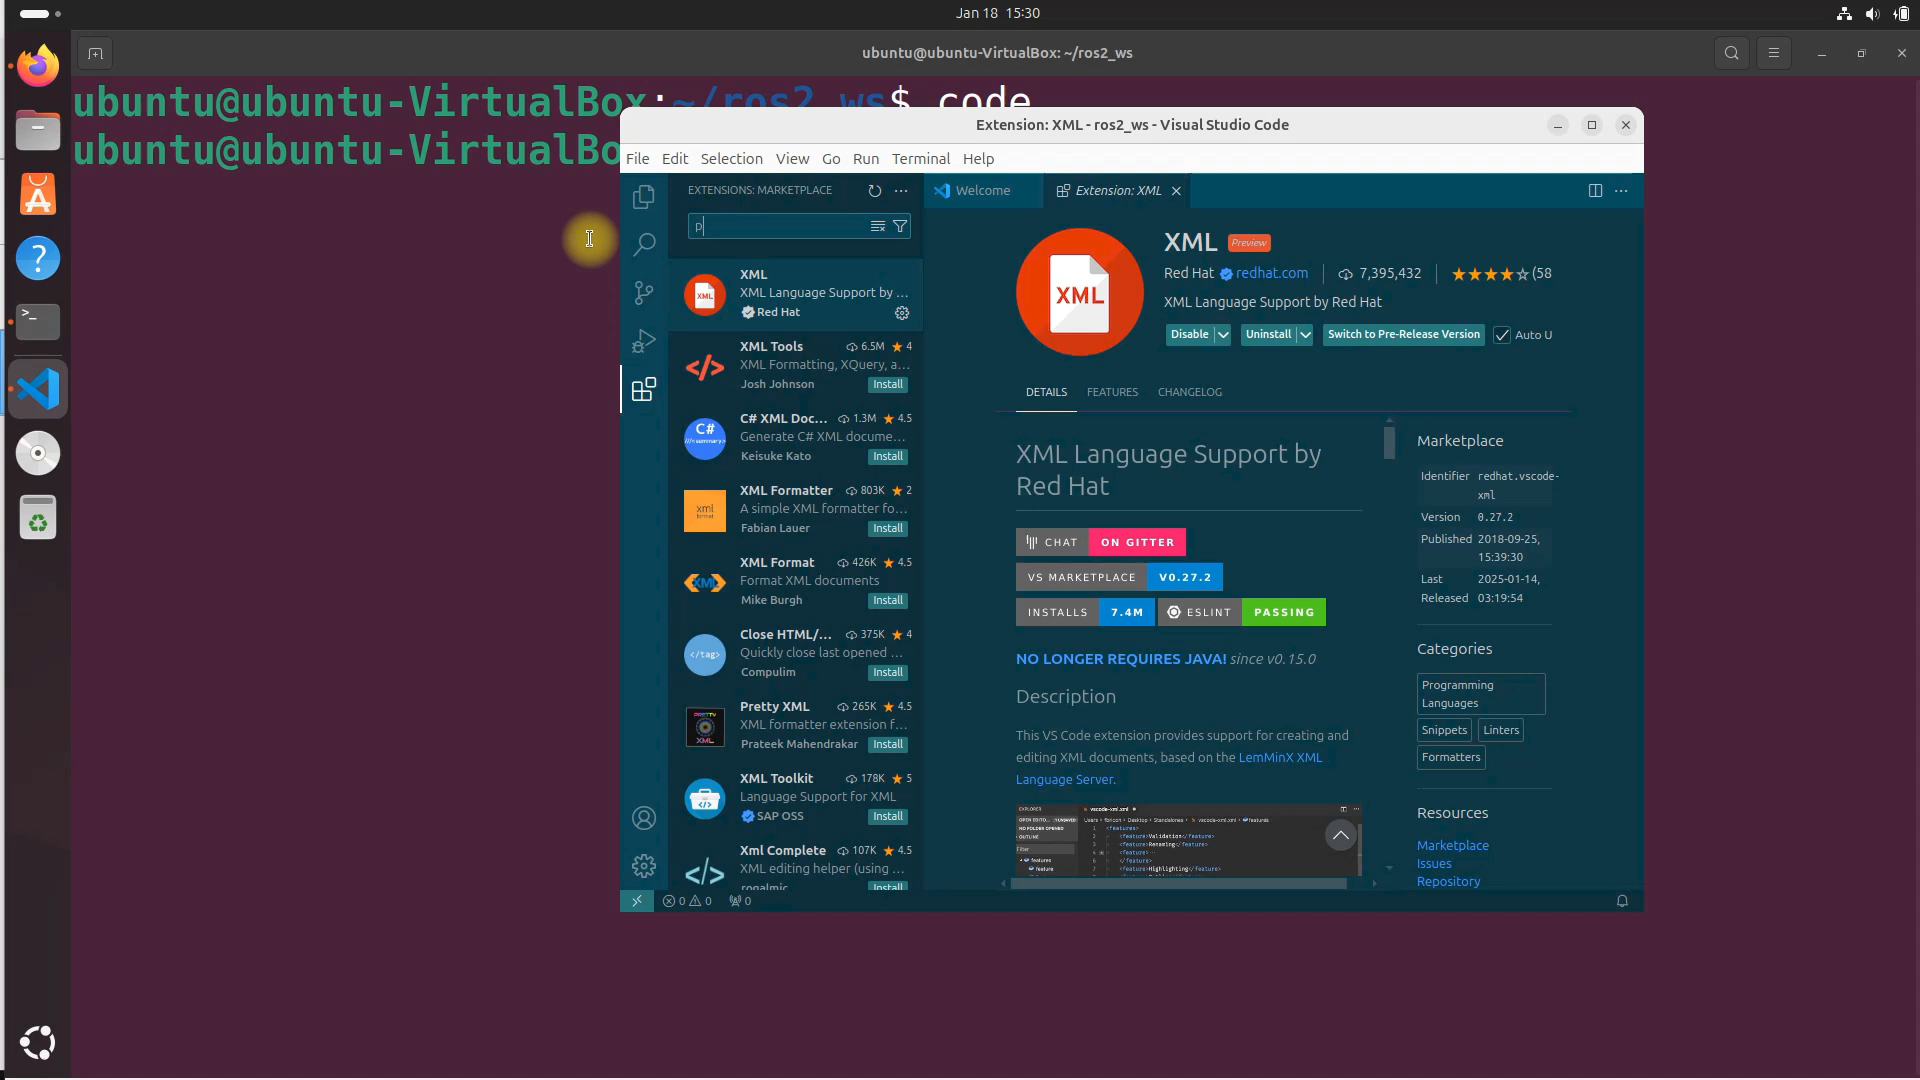 Jan 18 15:30
ubuntu@ubuntu-VirtualBox: ~/ros2_ws
ubuntu@ubuntu-VirtualBox:~/ros2_ws$ code
ubuntu@ubuntu-VirtualBo
Extension: XML - ros2_ws - Visual Studio Code
File Edit Selection View Go Run Terminal Help
EXTENSIONS: MARKETPLACE
p
XML
XML Language Support by ...
Red Hat
XML Tools 6.5M 4
XML Formatting, XQuery, a...
Josh Johnson Install
C# XML Doc... 1.3M 4.5
Generate C# XML docume...
Keisuke Kato Install
XML Formatter 803K 2
A simple XML formatter fo...
Fabian Lauer Install
XML Format 426K 4.5
Format XML documents
Mike Burgh Install
Close HTML/... 375K 4
Quickly close last opened ...
Compulim Install
Pretty XML 265K 4.5
XML formatter extension f...
Prateek Mahendrakar Install
XML Toolkit 178K 5
Language Support for XML
SAP OSS Install
Xml Complete 107K 4.5
XML editing helper (using ...
rogalmic Install
Welcome Extension: XML
XML
XML Preview
Red Hat redhat.com 7,395,432 (58
XML Language Support by Red Hat
Disable Uninstall Switch to Pre-Release Version Auto U
DETAILS FEATURES CHANGELOG
XML Language Support by
Red Hat
CHAT ON GITTER
VS MARKETPLACE V0.27.2
INSTALLS 7.4M ESLINT PASSING
NO LONGER REQUIRES JAVA! since v0.15.0
Description
This VS Code extension provides support for creating and
editing XML documents, based on the LemMinX XML
Language Server.
Marketplace
Identifier redhat.vscode-
xml
Version 0.27.2
Published 2018-09-25,
15:39:30
Last 2025-01-14,
Released 03:19:54
Categories
Programming
Languages
Snippets Linters
Formatters
Resources
Marketplace
Issues
Repository
0 0 0